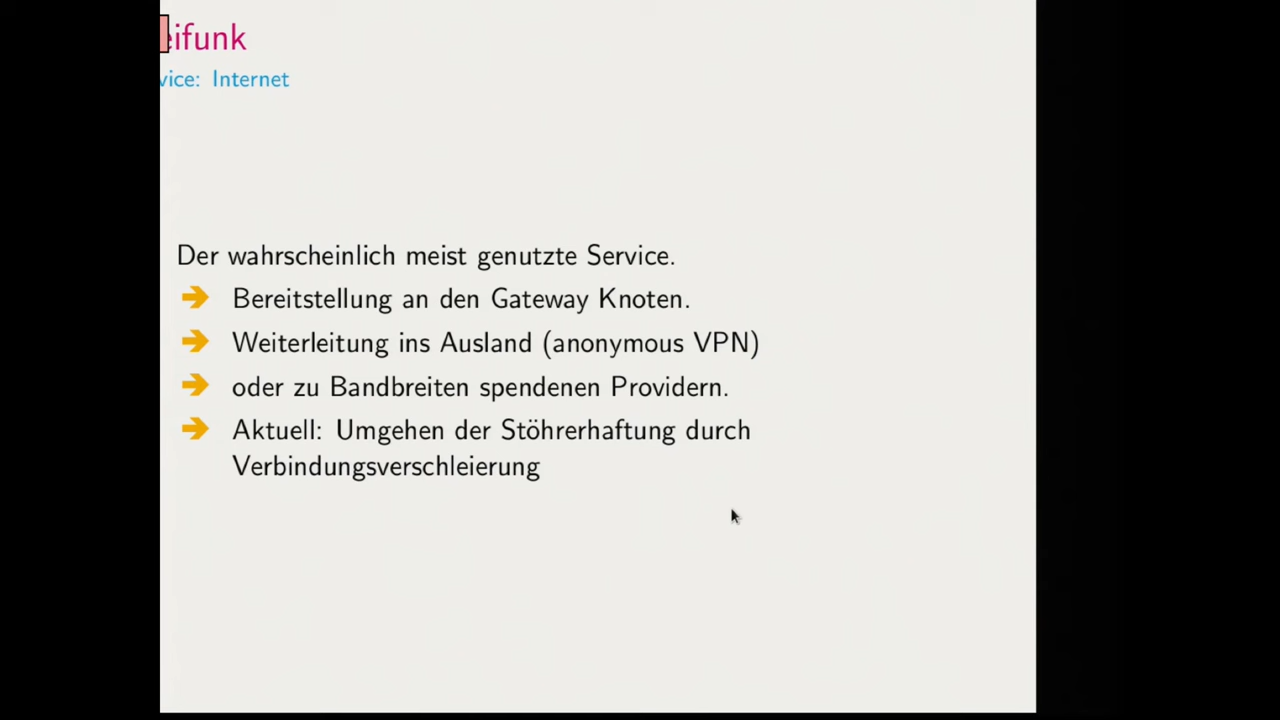 eifunk
vice: Internet
Der wahrscheinlich meist genutzte Service.
Bereitstellung an den Gateway Knoten.
Weiterleitung ins Ausland (anonymous VPN)
oder zu Bandbreiten spendenen Providern.
Aktuell: Umgehen der Stöhrerhaftung durch
Verbindungsverschleierung